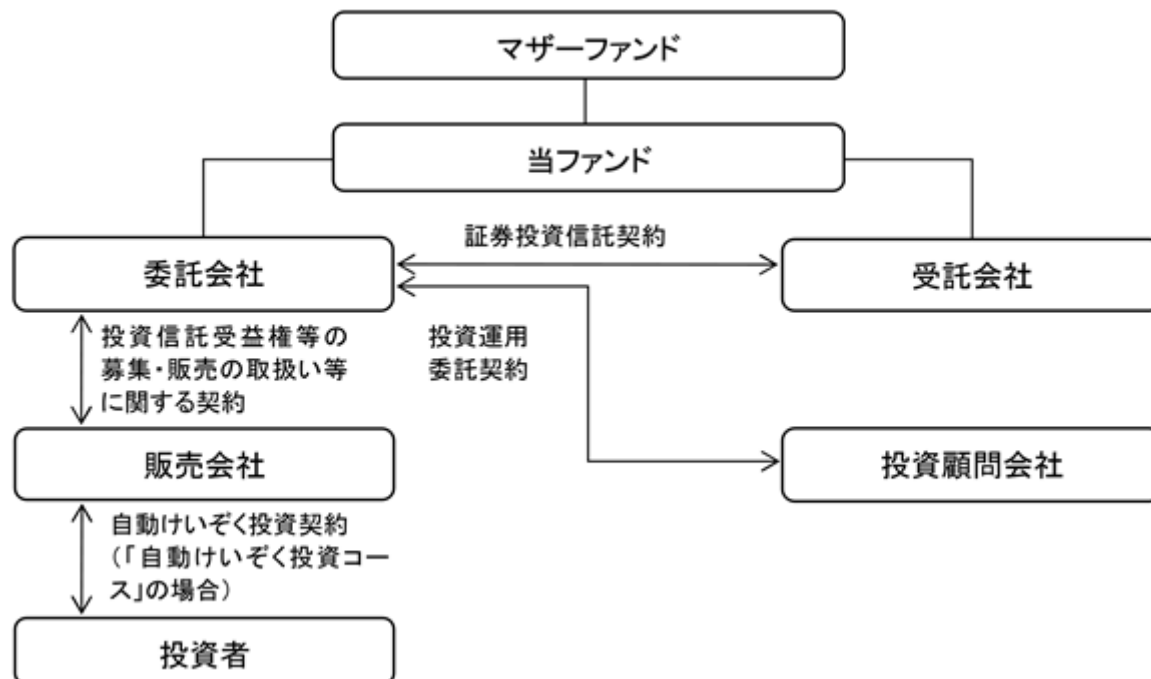 マザーファンド
当ファンド
証券投資信託契約
委託会社
受託会社
投資信託受益権等の
募集・販売の取扱い等
に関する契約
投資運用
委託契約
販売会社
投資顧問会社
自動けいぞく投資契約
(「自動けいぞく投資コー
ス」の場合)
投資者